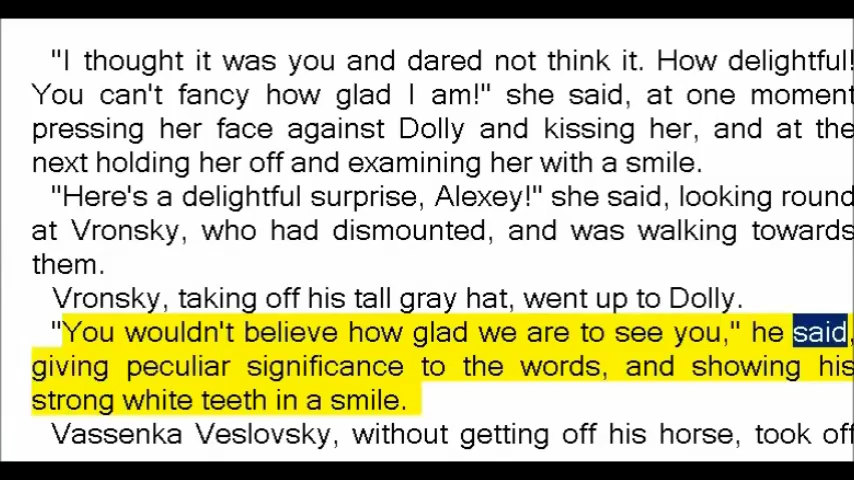 "I thought it was you and dared not think it. How delightful!
You can't fancy how glad I am!" she said, at one moment
pressing her face against Dolly and kissing her, and at the
next holding her off and examining her with a smile.
"Here's a delightful surprise, Alexey!" she said, looking round
at Vronsky, who had dismounted, and was walking towards
them.
Vronsky, taking off his tall gray hat, went up to Dolly.
"You wouldn't believe how glad we are to see you," he said,
giving peculiar significance to the words, and showing his
strong white teeth in a smile.
Vassenka Veslovsky, without getting off his horse, took off